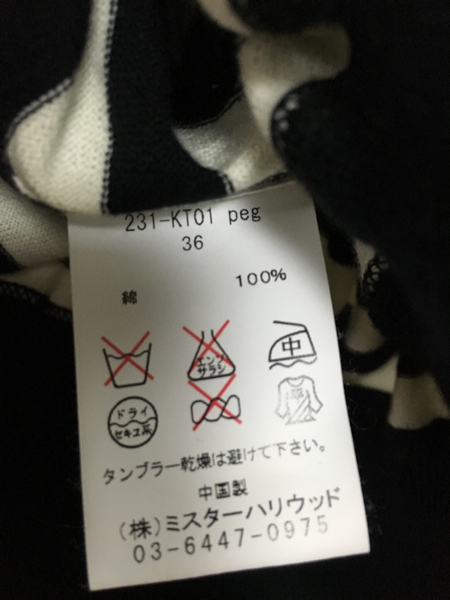 231-KT01 peg
36
綿 100%
エンソ
サラシ
中
ドライ
セキユ系
タンブラー乾燥は避けて下さい。
中国製
(株)ミスターハリウッド
03-6447-0975